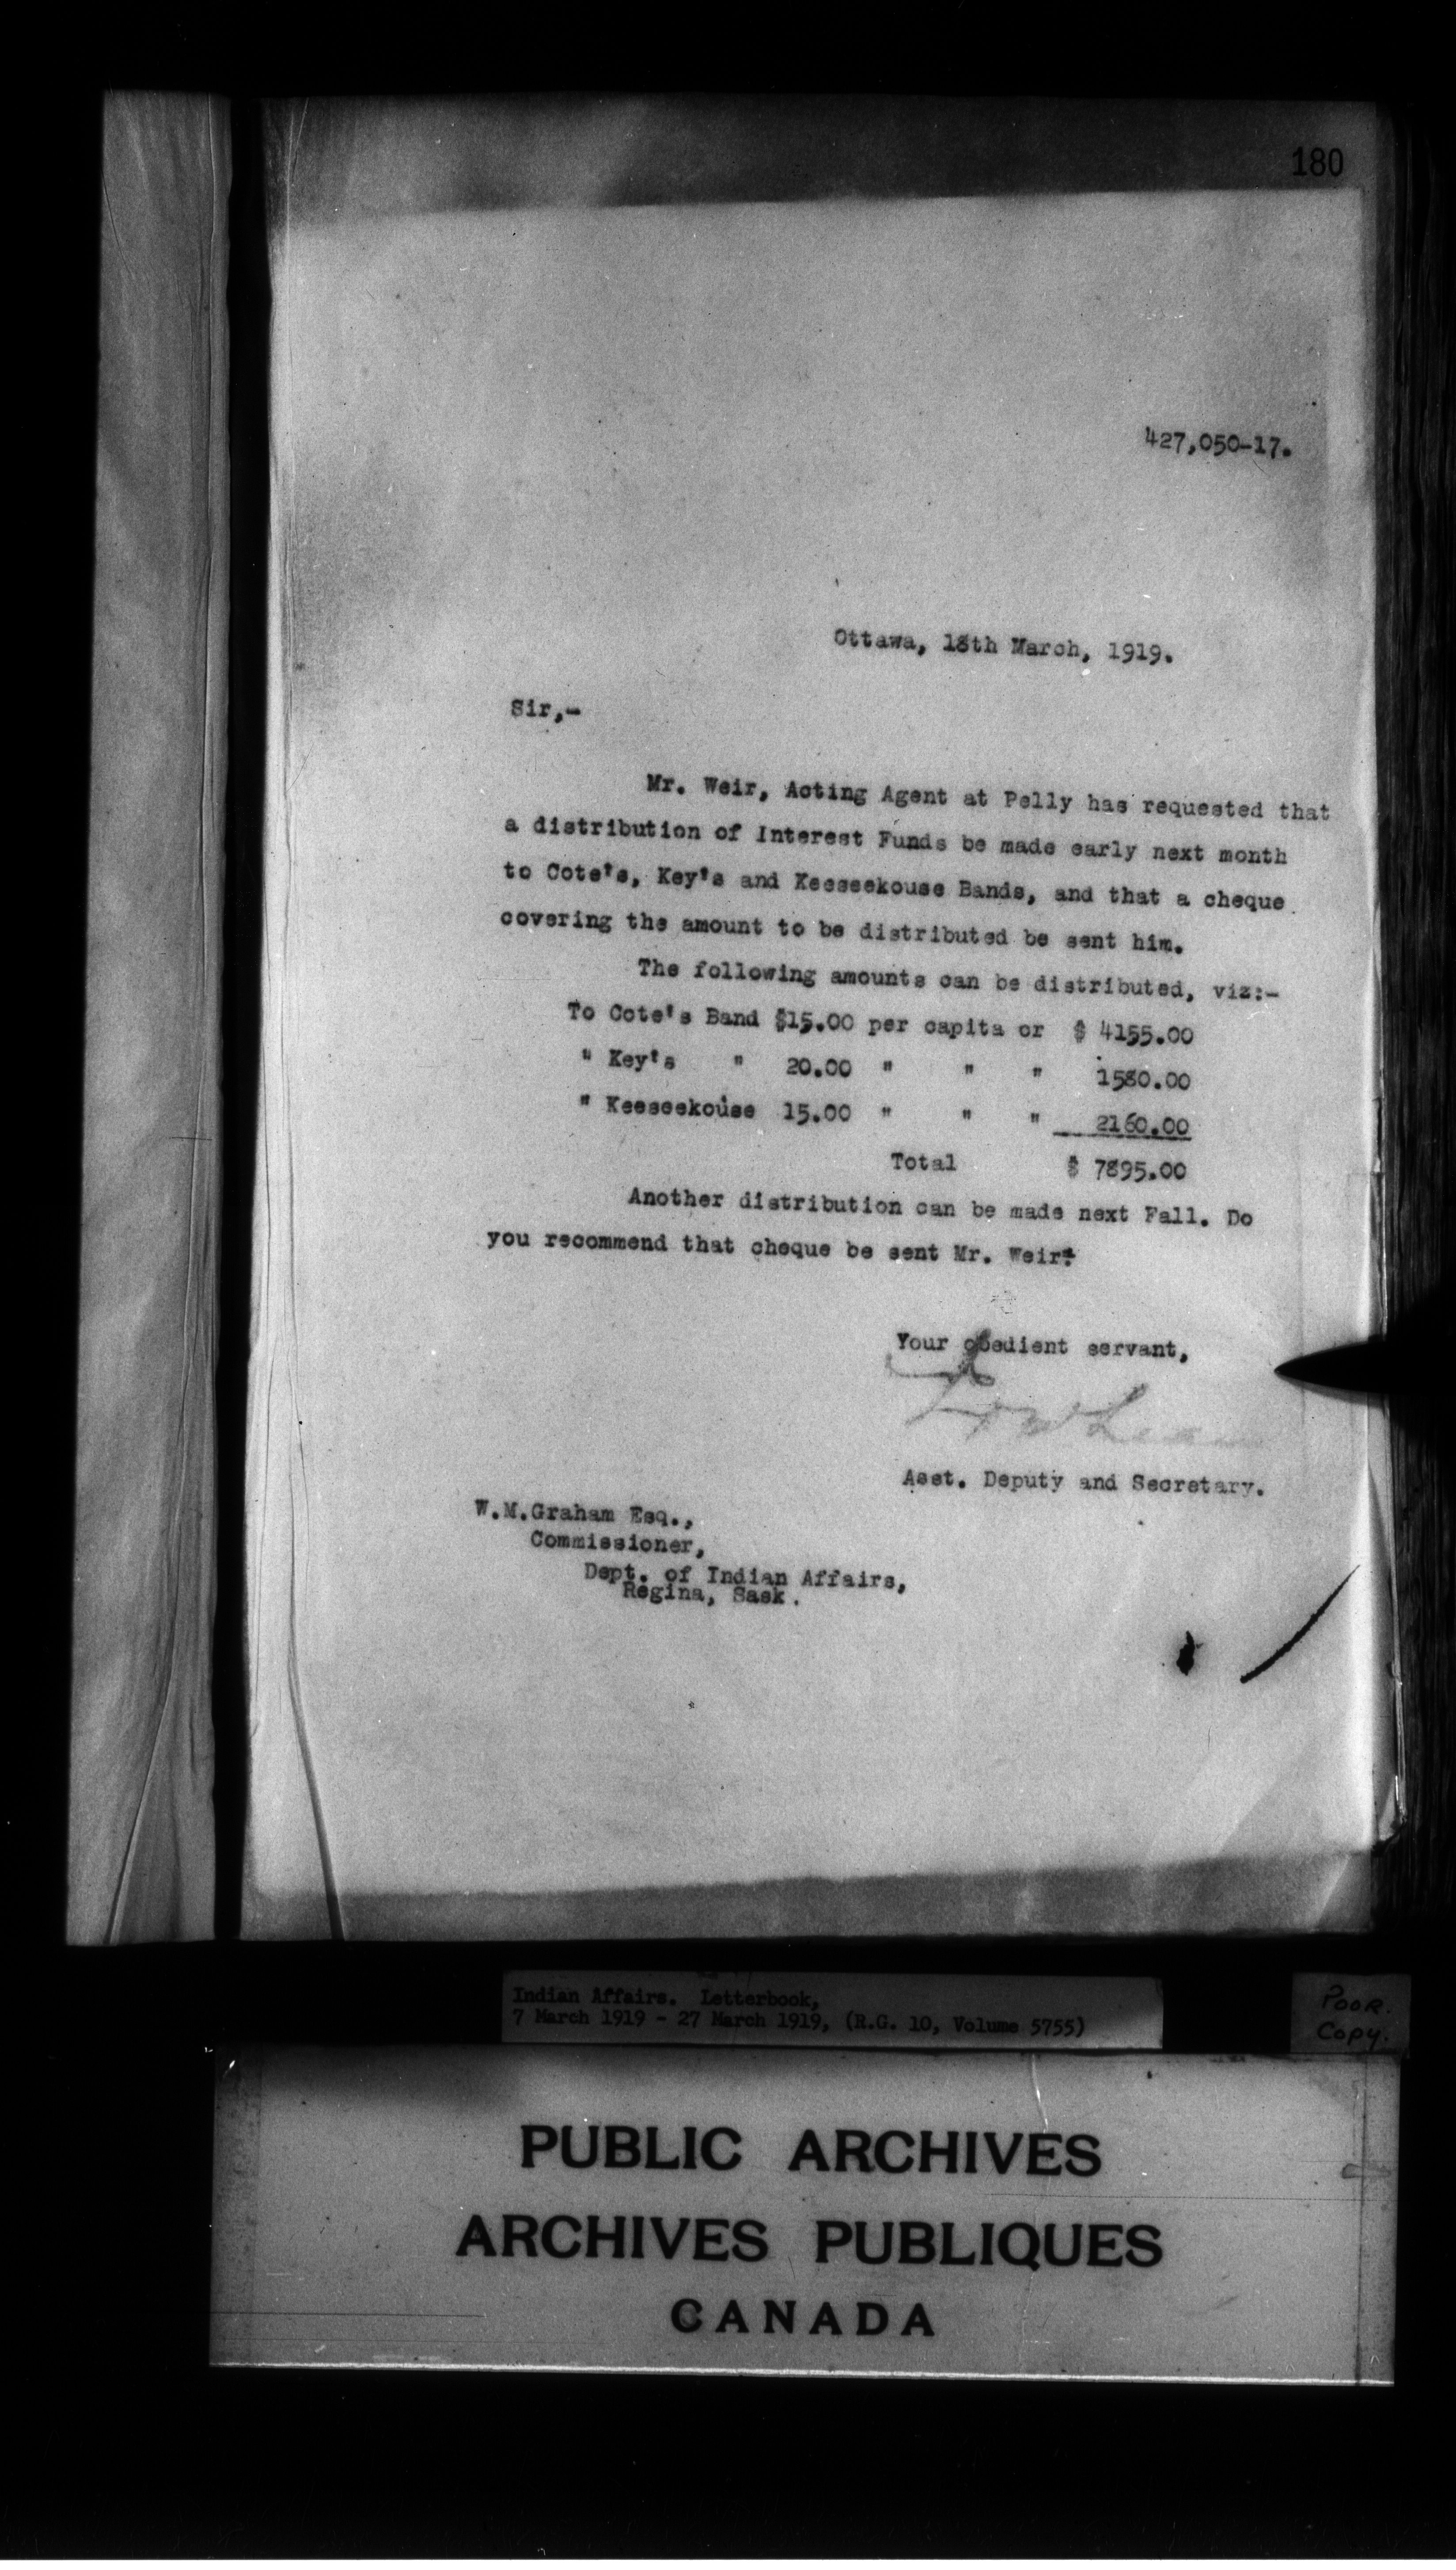 180
427,050-17.
Ottawa, 18th March, 1919.
Sir,-
Mr. Weir, Acting Agent at Pelly has requested that
a distribution of Interest Funds be made early next month
to Cote's, Key's and Keeseekouse Bands, and that a cheque
covering the amount to be distributed be sent him.
The following amounts can be distributed, viz:-
To Cote's Band $15.00 per capita or $ 4155.00
" Key's " 20.00 " " " 1580.00
" Keeseekouse 15.00 " " " 2160.00
Total $ 7895.00
Another distribution can be made next Fall. Do
you recommend that cheque be sent Mr. Weir?
Your obedient servant,
Asst. Deputy and Secretary.
W.M.Graham Esq.,
Commissioner,
Dept. of Indian Affairs,
Regina, Sask.
Indian Affairs. Letterbook,
7 March 1919 - 27 March 1919, (R.G. 10, Volume 5755)
POOR.
Copy.
PUBLIC ARCHIVES
ARCHIVES PUBLIQUES
CANADA